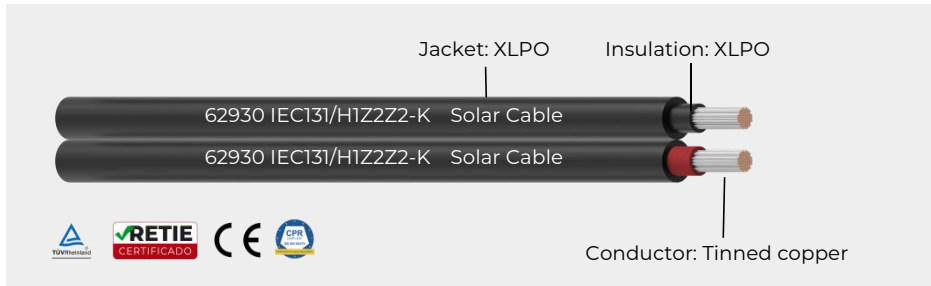 Jacket: XLPO
Insulation: XLPO
62930 IEC131/H1Z2Z2-K Solar Cable
62930 IEC131/H1Z2Z2-K Solar Cable
TÜVRheinland
RETIE
CERTIFICADO
CE
CPR
Conductor: Tinned copper